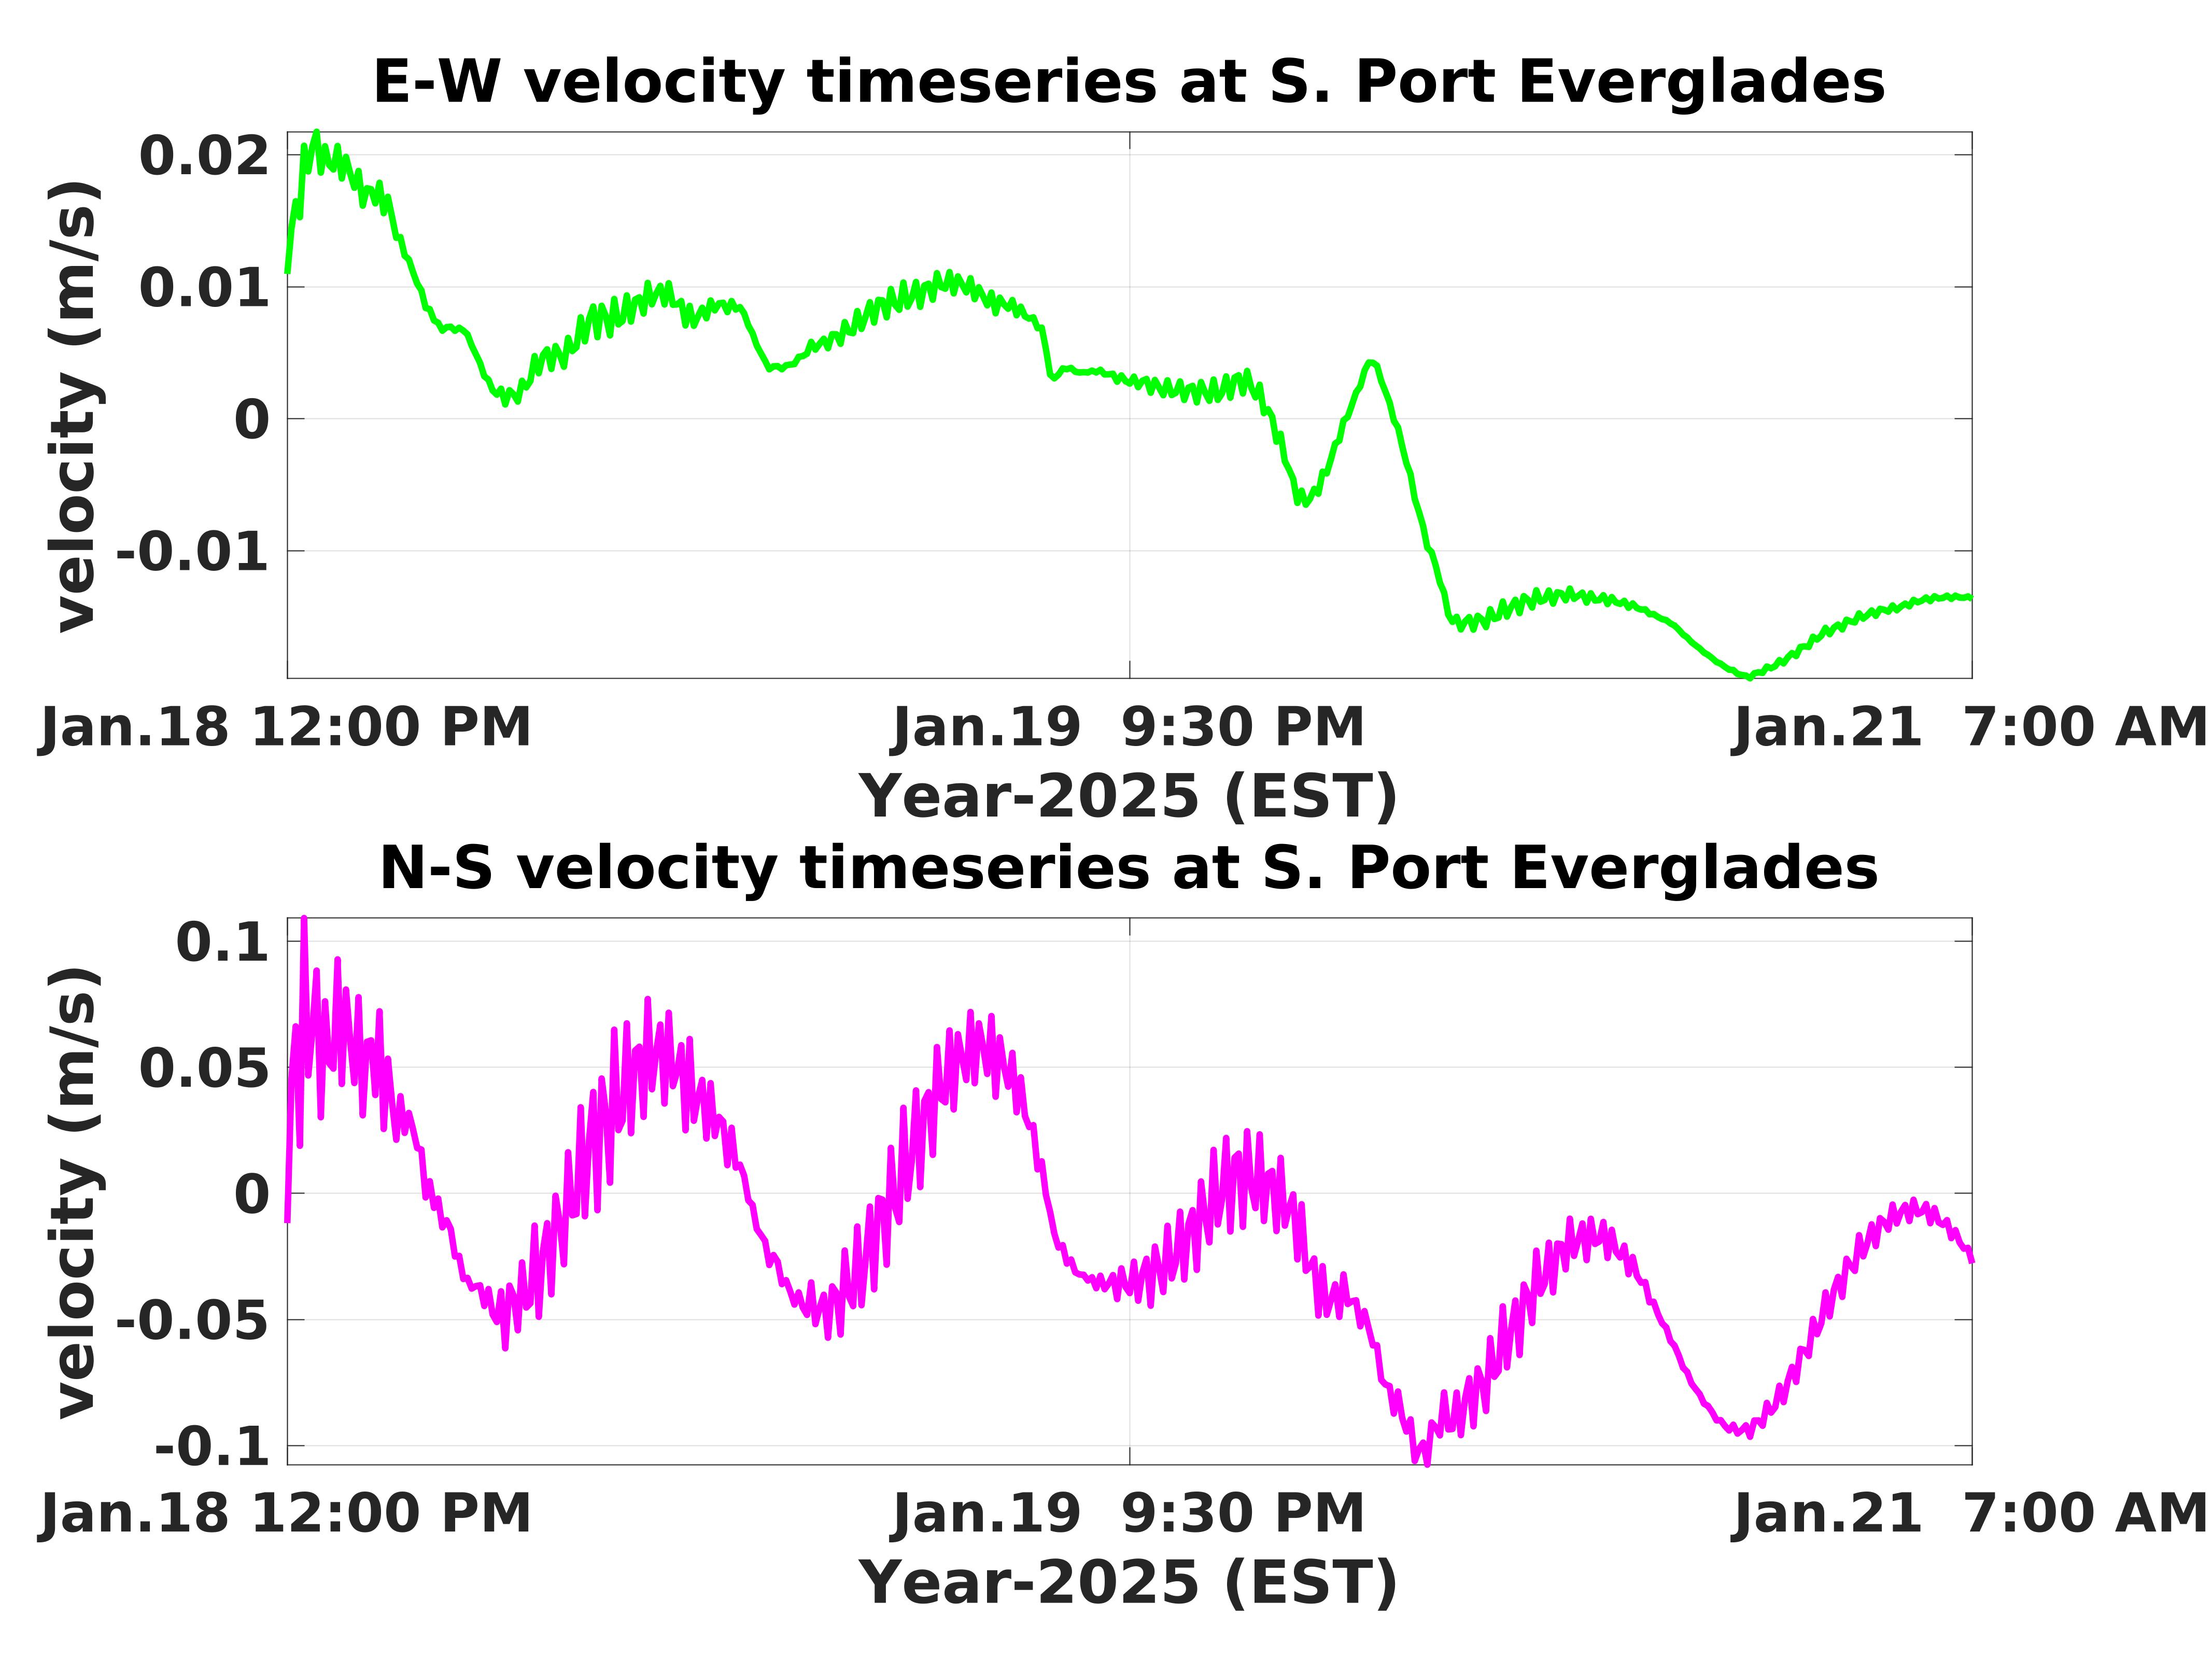 E-W velocity timeseries at S. Port Everglades
velocity (m/s)
0.02
0.01
0
-0.01
Jan.18 12:00 PM
Jan.19  9:30 PM
Jan.21  7:00 AM
Year-2025 (EST)
N-S velocity timeseries at S. Port Everglades
velocity (m/s)
0.1
0.05
0
-0.05
-0.1
Jan.18 12:00 PM
Jan.19  9:30 PM
Jan.21  7:00 AM
Year-2025 (EST)